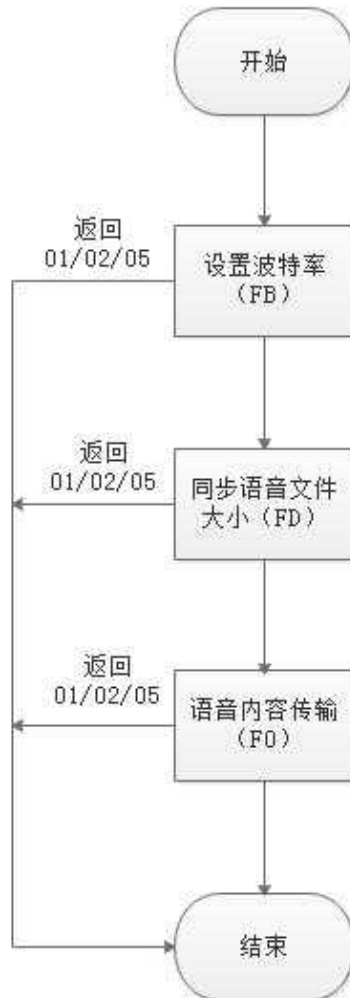 开始
返回
01/02/05
设置波特率
（FB）
返回
01/02/05
同步语音文件
大小（FD）
返回
01/02/05
语音内容传输
（F0）
结束